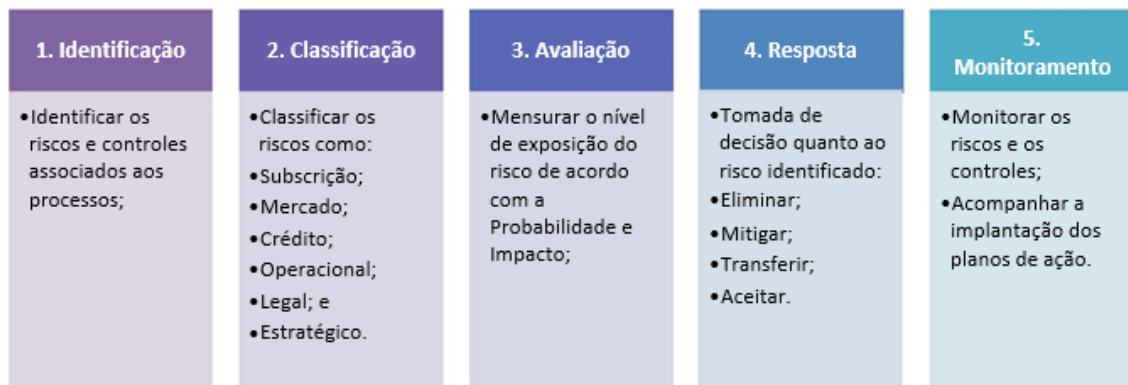 1. Identificação
•Identificar os
riscos e controles
associados aos
processos;
2. Classificação
•Classificar os
riscos como:
•Subscrição;
•Mercado;
•Crédito;
•Operacional;
•Legal; e
•Estratégico.
3. Avaliação
•Mensurar o nível
de exposição do
risco de acordo
com a
Probabilidade e
Impacto;
4. Resposta
•Tomada de
decisão quanto ao
risco identificado:
•Eliminar;
•Mitigar;
•Transferir;
•Aceitar.
5.
Monitoramento
•Monitorar os
riscos e os
controles;
•Acompanhar a
implantação dos
planos de ação.